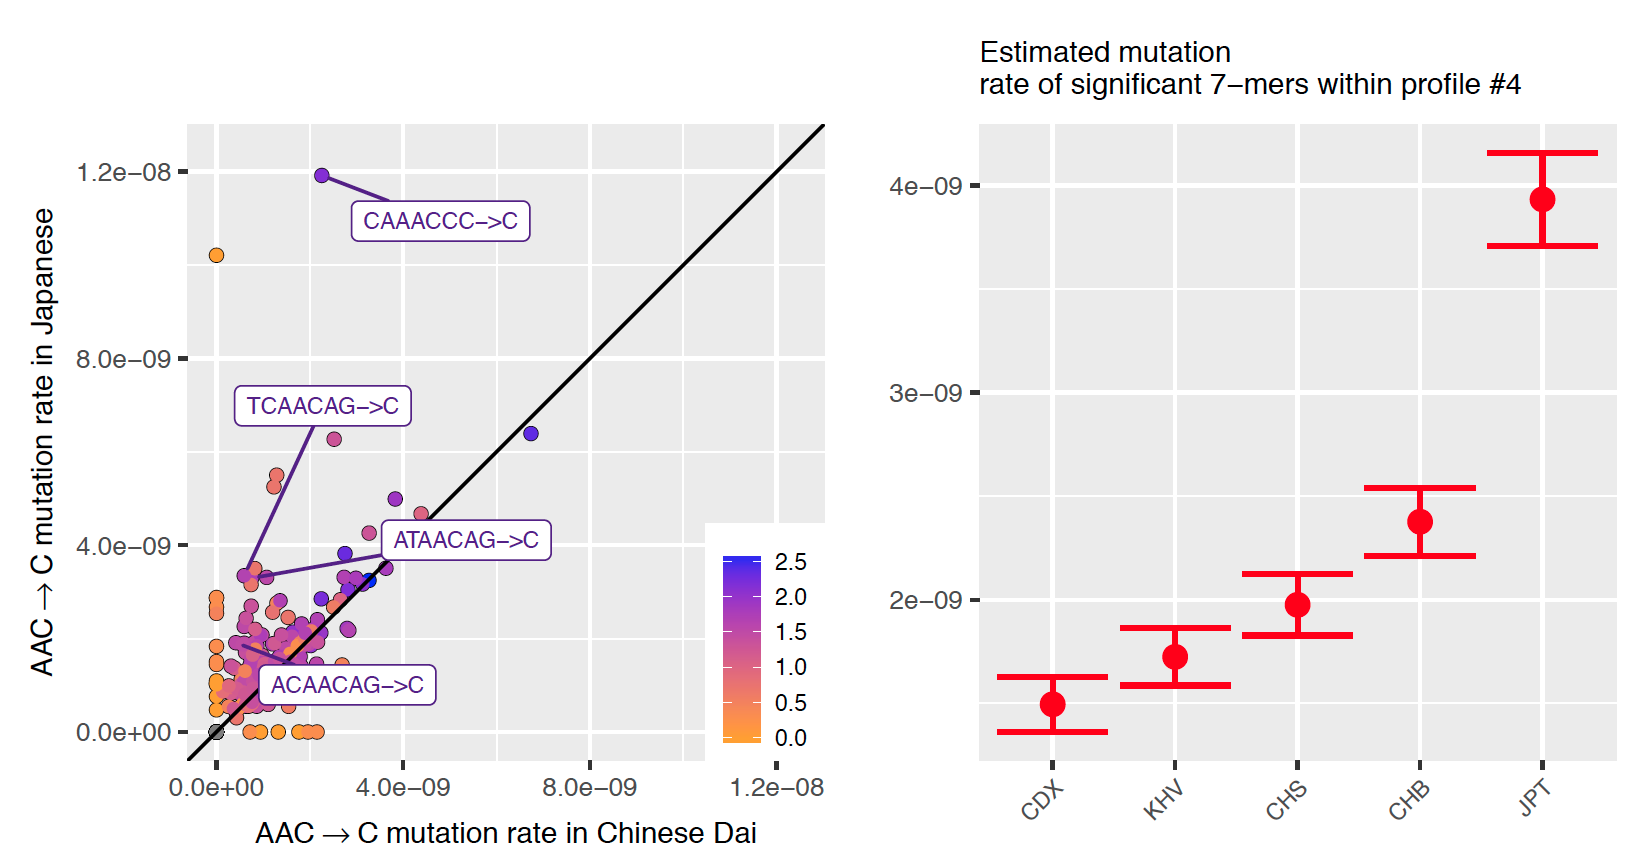 Estimated mutation
rate of significant 7−mers within profile #4
AAC → C mutation rate in Japanese
1.2e−08
8.0e−09
4.0e−09
0.0e+00
CAAACCC−>C
TCAACAG−>C
ATAACAG−>C
ACAACAG−>C
2.5
2.0
1.5
1.0
0.5
0.0
0.0e+00
4.0e−09
8.0e−09
1.2e−08
AAC → C mutation rate in Chinese Dai
4e−09
3e−09
2e−09
CDX
KHV
CHS
CHB
JPT